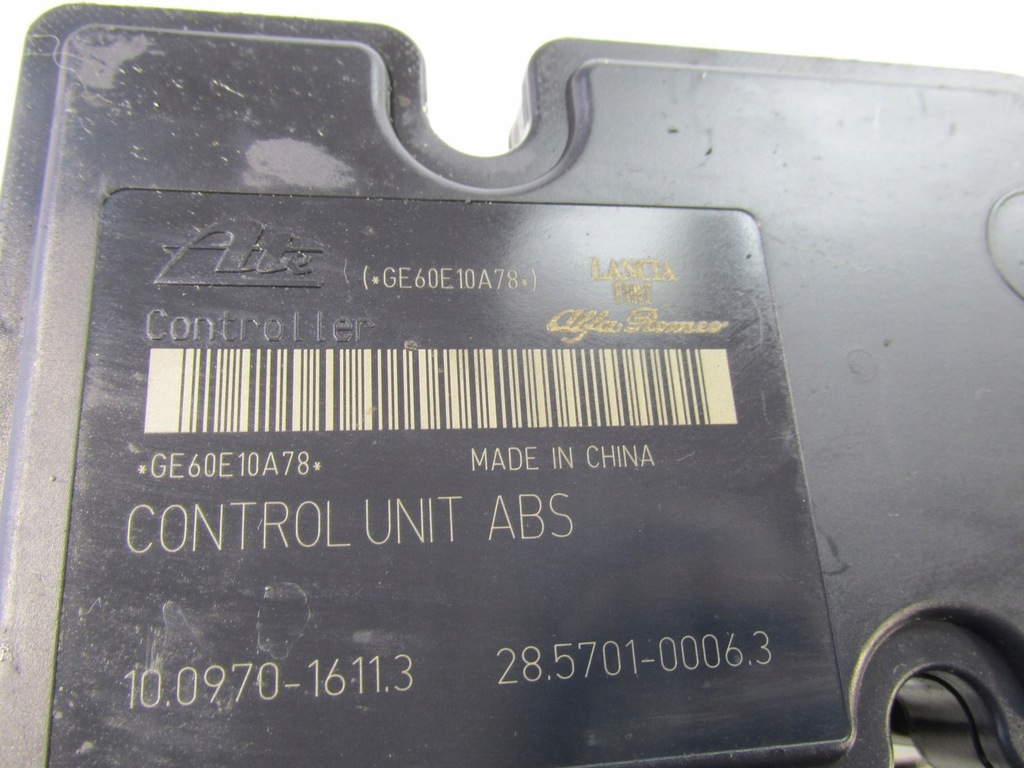 Ate (*GE60E10A78*) LANCIA
FIAT
Controller Alfa Romeo
*GE60E10A78* MADE IN CHINA
CONTROL UNIT ABS
10.0970-1611.3 28.5701-0006.3